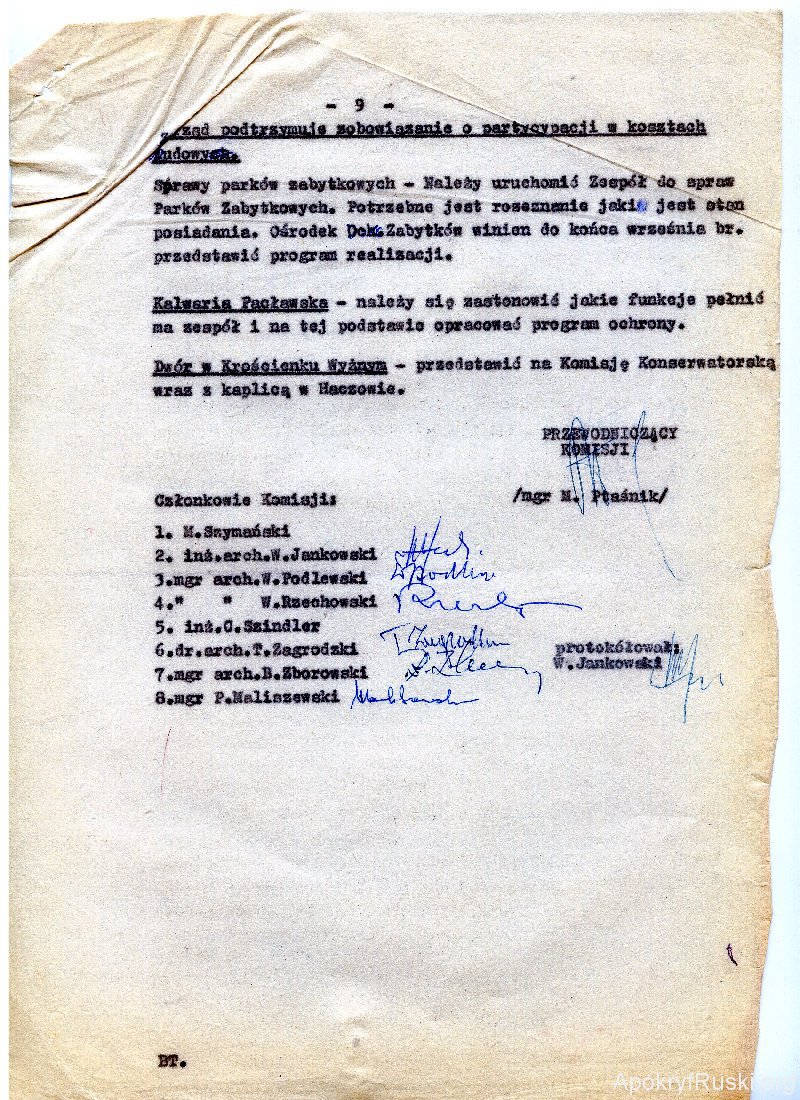 - 9 -
rząd podtrzymuje zobowiązanie o partycypacji w kosztach
budowych.
Sprawy parków zabytkowych - Należy uruchomić Zespół do spraw
Parków Zabytkowych. Potrzebne jest rozeznanie jaki jest stan
posiadania. Ośrodek Dok.Zabytków winien do końca września br.
przedstawić program realizacji.
Kalwaria Pacławska - należy się zastonowić jakie funkcje pełnić
ma zespół i na tej podstawie opracować program ochrony.
Dwór w Krościenku Wyżnym - przedstawić na Komisję Konserwatorską
wraz z kaplicą w Haczowie.
PRZEWODNICZĄCY
KOMISJI
/mgr M. Ptaśnik/
Członkowie Komisji:
1. M.Szymański
2. inż.arch.W.Jankowski
3.mgr arch.W.Podlewski
4." " W.Rzechowski
5. inż.C.Szindler
6.dr.arch.T.Zagrodzki
protokółował:
W.Jankowski
7.mgr arch.B.Zborowski
8.mgr P.Maliszewski
BT.